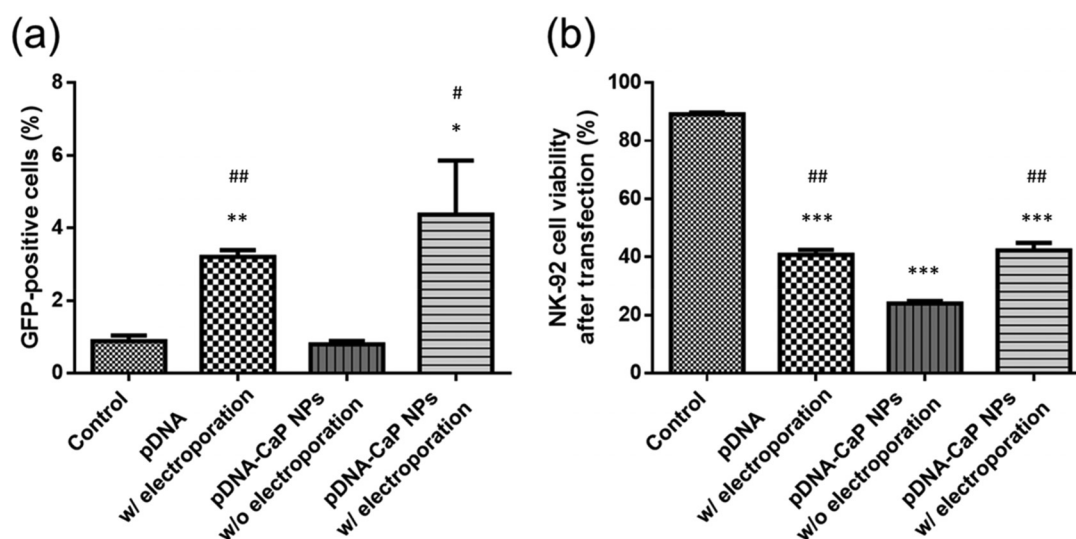 (a)
GFP-positive cells (%)
8
6
4
2
0
##
**
#
*
Control
pDNA
w/ electroporation
pDNA-CaP NPs
w/o electroporation
pDNA-CaP NPs
w/ electroporation
(b)
NK-92 cell viability
after transfection (%)
100
80
60
40
20
0
##
***
***
##
***
Control
pDNA
w/ electroporation
pDNA-CaP NPs
w/o electroporation
pDNA-CaP NPs
w/ electroporation